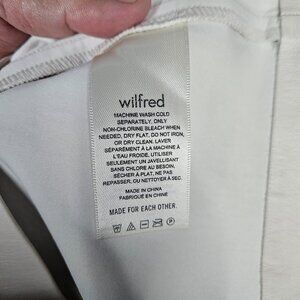 wilfred
MACHINE WASH COLD
SEPARATELY. ONLY
NON-CHLORINE BLEACH WHEN
NEEDED, DRY FLAT, DO NOT IRON,
OR DRY CLEAN. LAVER
SÉPARÉMENT À LA MACHINE À
L'EAU FROIDE. UTILISER
SEULEMENT UN JAVELLISANT
SANS CHLORE AU BESOIN,
SÉCHER À PLAT, NE PAS
REPASSER, OU NETTOYER À SEC.
MADE IN CHINA
FABRIQUÉ EN CHINE
MADE FOR EACH OTHER.